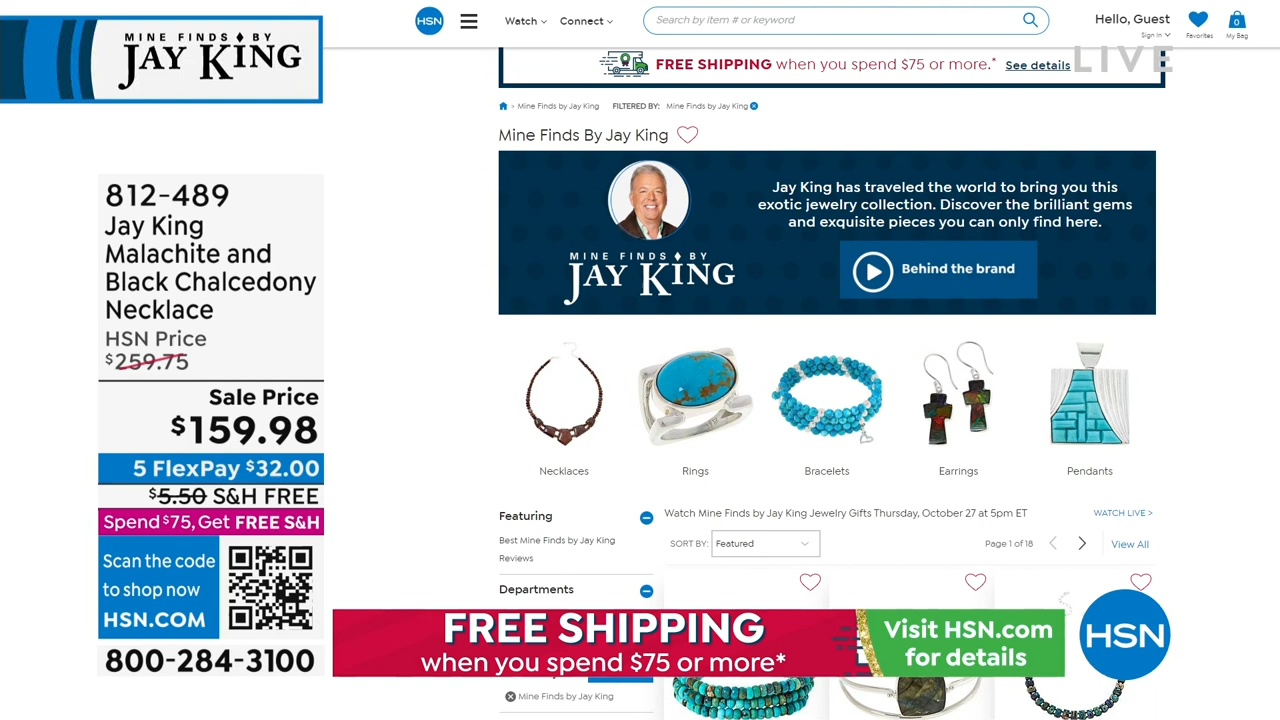 MINE FINDS BY
JAY KING
812-489
Jay King
Malachite and
Black Chalcedony
Necklace
HSN Price
$259.75
Sale Price
$159.98
5 FlexPay $32.00
$5.50 S&H FREE
Spend $75, Get FREE S&H
Scan the code
to shop now
HSN.COM
800-284-3100
HSN
Watch
Connect
Search by item # or keyword
Hello, Guest
Sign in
Favorites
0
My Bag
LIVE
FREE SHIPPING when you spend $75 or more.* See details
> Mine Finds by Jay King FILTERED BY: Mine Finds by Jay King
Mine Finds By Jay King
Jay King has traveled the world to bring you this
exotic jewelry collection. Discover the brilliant gems
and exquisite pieces you can only find here.
MINE FINDS BY
JAY KING
Behind the brand
Necklaces
Rings
Bracelets
Earrings
Pendants
Featuring
Best Mine Finds by Jay King
Reviews
Departments
Watch Mine Finds by Jay King Jewelry Gifts Thursday, October 27 at 5pm ET
WATCH LIVE >
SORT BY: Featured
Page 1 of 18
View All
FREE SHIPPING
when you spend $75 or more*
Visit HSN.com
for details
HSN
Mine Finds by Jay King